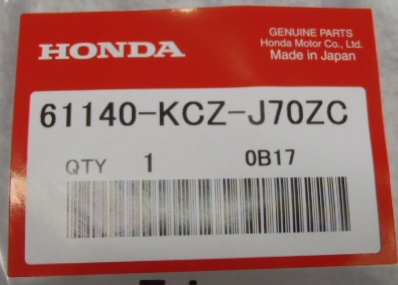 HONDA
GENUINE PARTS
Honda Motor Co., Ltd.
Made in Japan
61140-KCZ-J70ZC
QTY 1 0B17